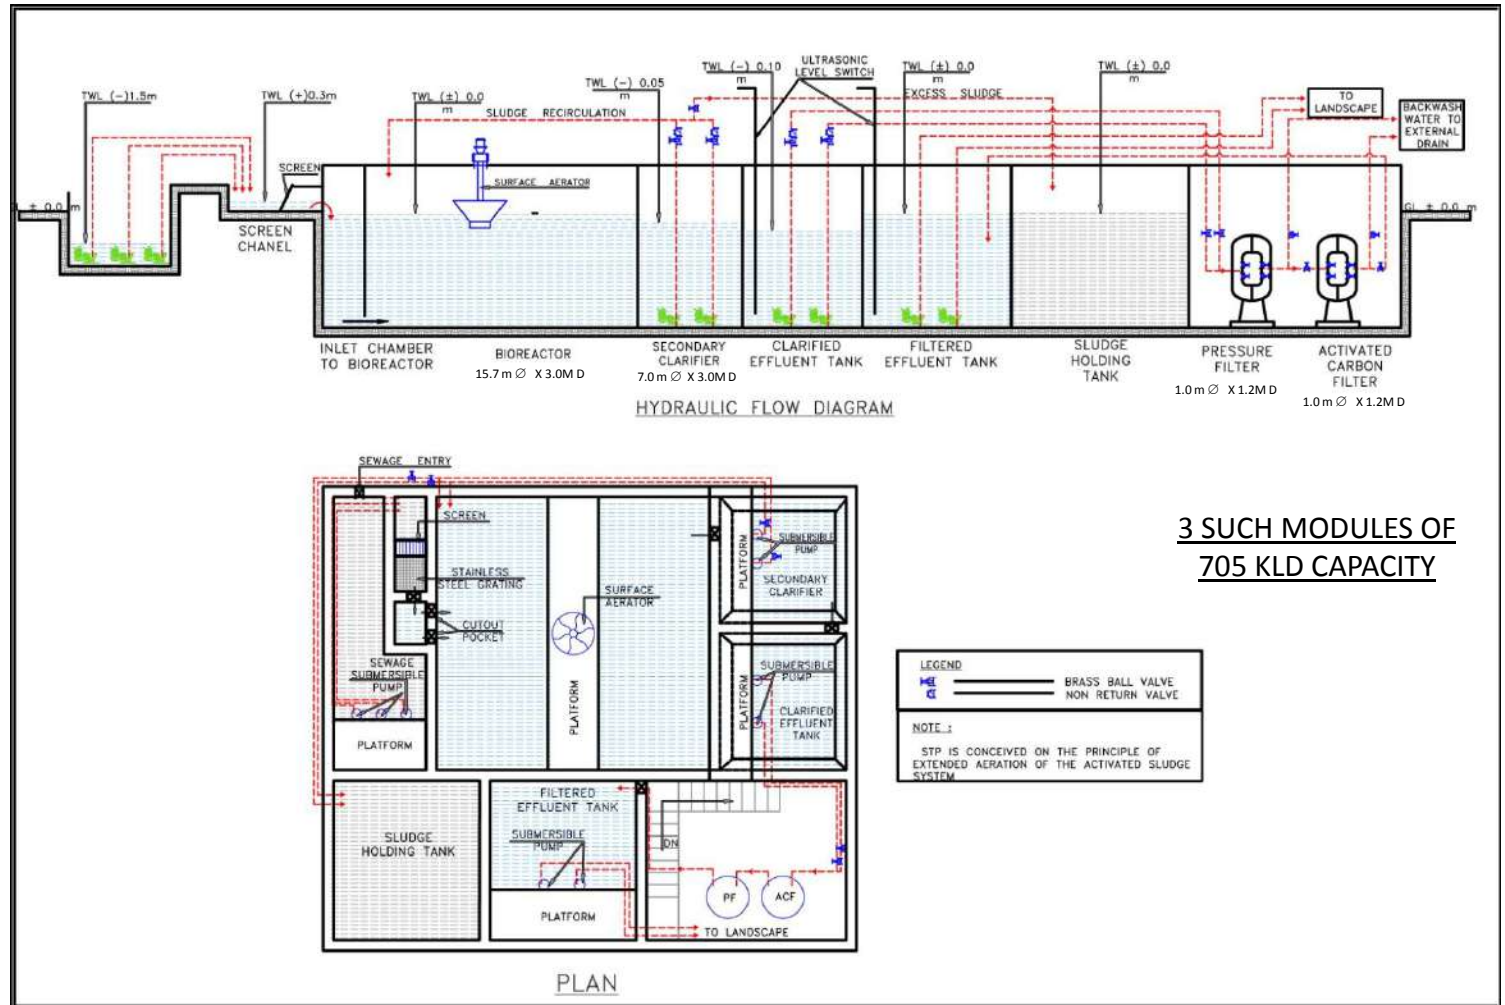 TWL (-)1.5m
TWL (+)0.3m
TWL (±) 0.0
m
SLUDGE RECIRCULATION
TWL (-) 0.05
m
TWL (-) 0.10
m
ULTRASONIC
LEVEL SWITCH
TWL (±) 0.0
m
EXCESS SLUDGE
TWL (±) 0.0
m
TO
LANDSCAPE
BACKWASH
WATER TO
EXTERNAL
DRAIN
SCREEN
SURFACE AERATOR
± 0.0 m
GL ± 0.0 m
SCREEN
CHANEL
INLET CHAMBER
TO BIOREACTOR
BIOREACTOR
15.7 m ∅ X 3.0M D
SECONDARY
CLARIFIER
7.0 m ∅ X 3.0M D
CLARIFIED
EFFLUENT TANK
FILTERED
EFFLUENT TANK
SLUDGE
HOLDING
TANK
PRESSURE
FILTER
1.0 m ∅ X 1.2M D
ACTIVATED
CARBON
FILTER
1.0 m ∅ X 1.2M D
HYDRAULIC FLOW DIAGRAM
SEWAGE ENTRY
SCREEN
STAINLESS
STEEL GRATING
CUTOUT
POCKET
SEWAGE
SUBMERSIBLE
PUMP
PLATFORM
SURFACE
AERATOR
PLATFORM
PLATFORM
SUBMERSIBLE
PUMP
SECONDARY
CLARIFIER
PLATFORM
SUBMERSIBLE
PUMP
CLARIFIED
EFFLUENT
TANK
SLUDGE
HOLDING TANK
FILTERED
EFFLUENT TANK
SUBMERSIBLE
PUMP
PLATFORM
DN
PF
ACF
TO LANDSCAPE
PLAN
3 SUCH MODULES OF
705 KLD CAPACITY
LEGEND
BRASS BALL VALVE
NON RETURN VALVE
NOTE :
STP IS CONCEIVED ON THE PRINCIPLE OF
EXTENDED AERATION OF THE ACTIVATED SLUDGE
SYSTEM